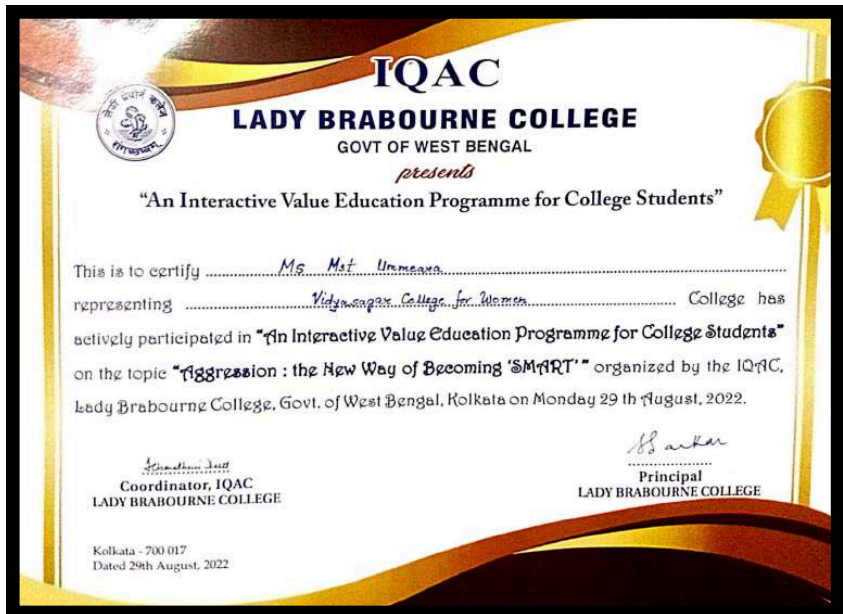 IQAC
LADY BRABOURNE COLLEGE
GOVT OF WEST BENGAL
presents
“An Interactive Value Education Programme for College Students”
This is to certify Ms Mst Ummeara
representing Vidyasagar College for Women College has
actively participated in “An Interactive Value Education Programme for College Students”
on the topic “Aggression : the New Way of Becoming ‘SMART’” organized by the IQAC,
Lady Brabourne College, Govt. of West Bengal, Kolkata on Monday 29 th August, 2022.
SSarkar
Coordinator, IQAC
LADY BRABOURNE COLLEGE
Principal
LADY BRABOURNE COLLEGE
Kolkata - 700 017
Dated 29th August, 2022